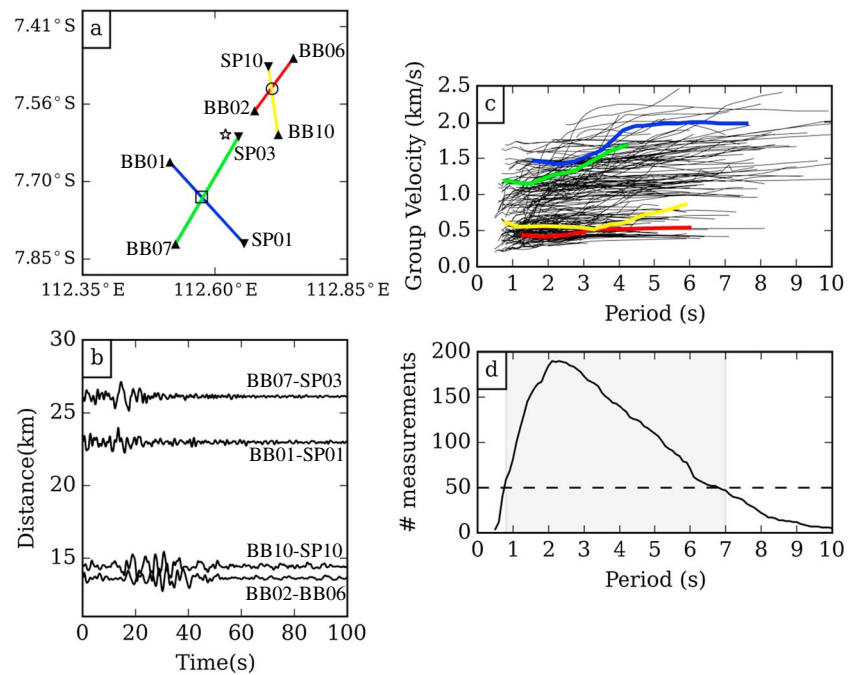 a
7.41°S
7.56°S
7.70°S
7.85°S
112.35°E
112.60°E
112.85°E
SP10
BB06
BB02
BB10
SP03
BB01
BB07
SP01
b
Distance(km)
30
26
22
15
11
BB07-SP03
BB01-SP01
BB10-SP10
BB02-BB06
0 20 40 60 80 100
Time(s)
c
Group Velocity (km/s)
2.5
2.0
1.5
1.0
0.5
0.0
1 2 3 4 5 6 7 8 9 10
Period (s)
d
# measurements
200
150
100
50
0
0 1 2 3 4 5 6 7 8 9 10
Period (s)